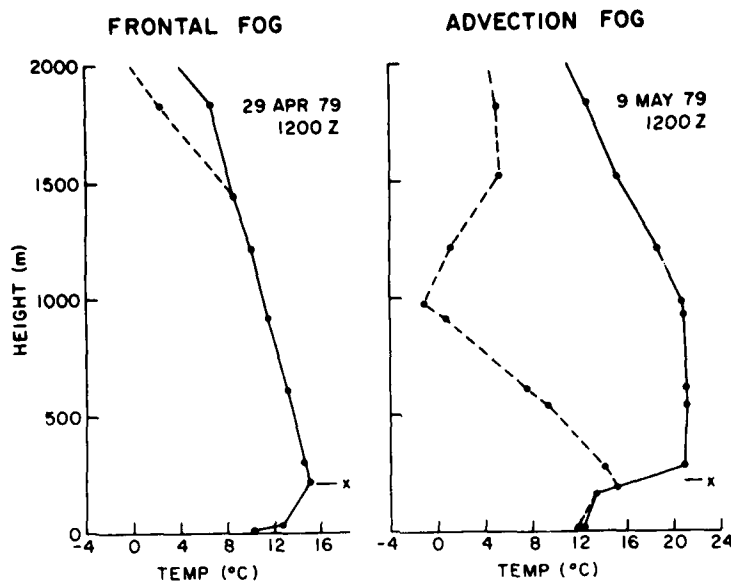 FRONTAL FOG
ADVECTION FOG
2000
1500
1000
500
0
HEIGHT (m)
29 APR 79
1200 Z
9 MAY 79
1200 Z
X
X
-4 0 4 8 12 16
-4 0 4 8 12 16 20 24
TEMP (°C)
TEMP (°C)